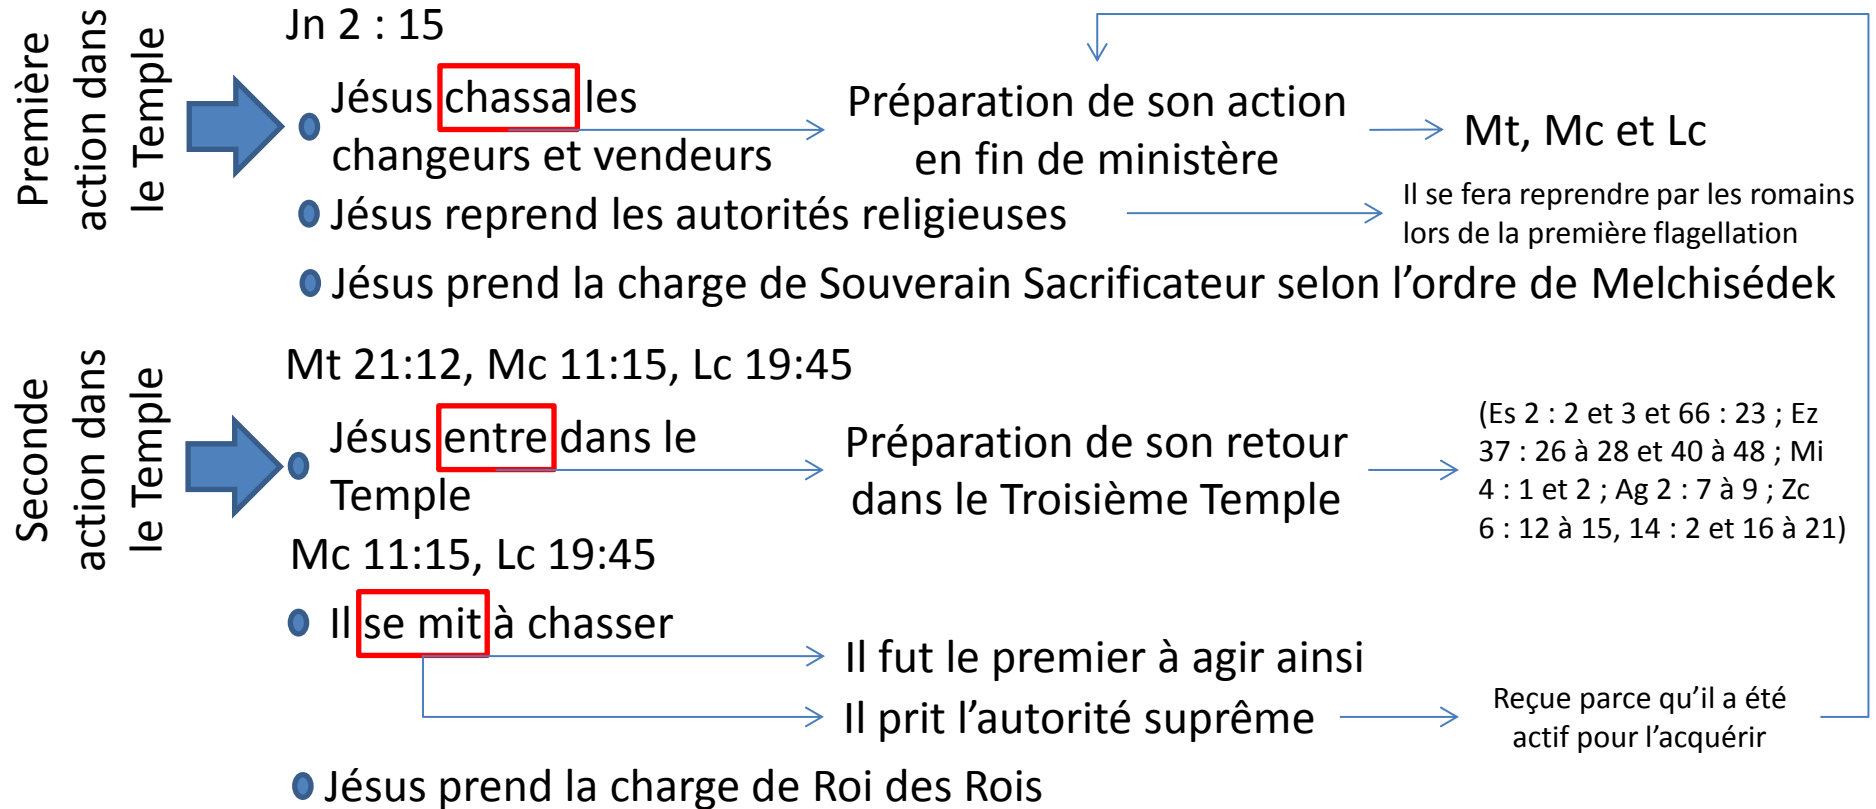 Première
action dans
le Temple
Jn 2 : 15
Jésus chassa les
changeurs et vendeurs
Préparation de son action
en fin de ministère
Mt, Mc et Lc
Jésus reprend les autorités religieuses
Il se fera reprendre par les romains
lors de la première flagellation
Jésus prend la charge de Souverain Sacrificateur selon l’ordre de Melchisédek
Seconde
action dans
le Temple
Mt 21:12, Mc 11:15, Lc 19:45
Jésus entre dans le
Temple
Préparation de son retour
dans le Troisième Temple
(Es 2 : 2 et 3 et 66 : 23 ; Ez
37 : 26 à 28 et 40 à 48 ; Mi
4 : 1 et 2 ; Ag 2 : 7 à 9 ; Zc
6 : 12 à 15, 14 : 2 et 16 à 21)
Mc 11:15, Lc 19:45
Il se mit à chasser
Il fut le premier à agir ainsi
Il prit l’autorité suprême
Reçue parce qu’il a été
actif pour l’acquérir
Jésus prend la charge de Roi des Rois